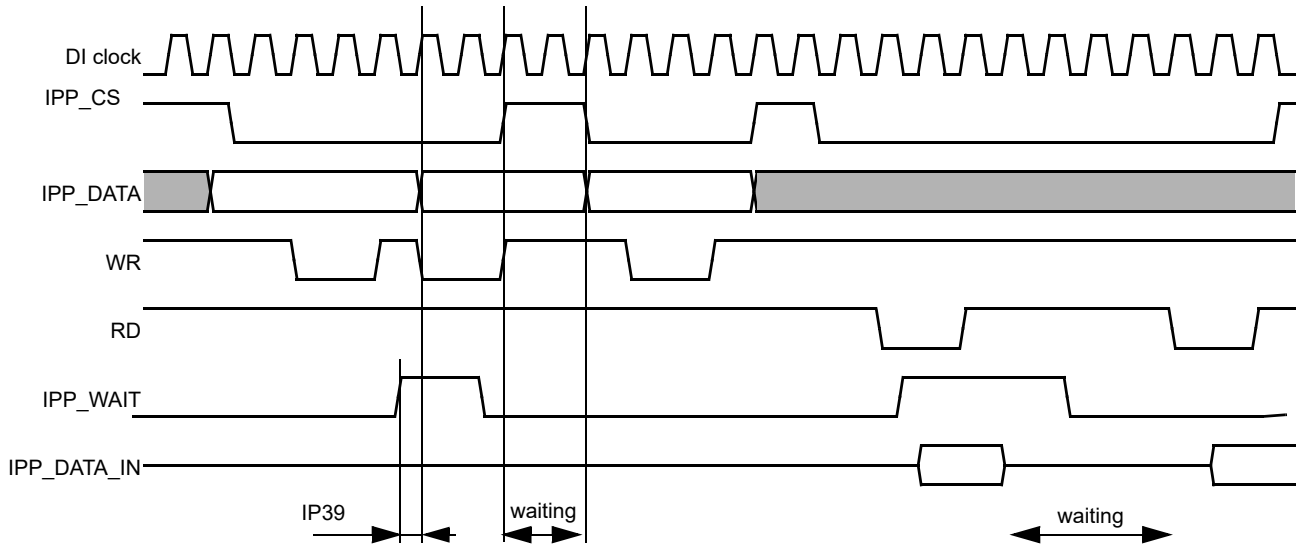 DI clock
IPP_CS
IPP_DATA
WR
RD
IPP_WAIT
IPP_DATA_IN
IP39
waiting
waiting